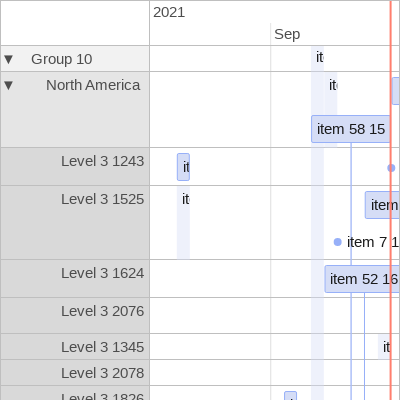 2021
Sep
▼ Group 10
it
▼ North America
it
item 58 15
Level 3 1243
it
Level 3 1525
it
item
item 7 1
Level 3 1624
item 52 16
Level 3 2076
Level 3 1345
it
Level 3 2078
Level 3 1826